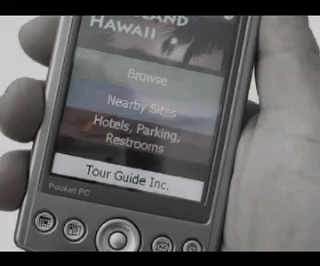 Hawaii
Browse
Nearby Sites
Hotels, Parking,
Restrooms
Tour Guide Inc.
Pocket PC